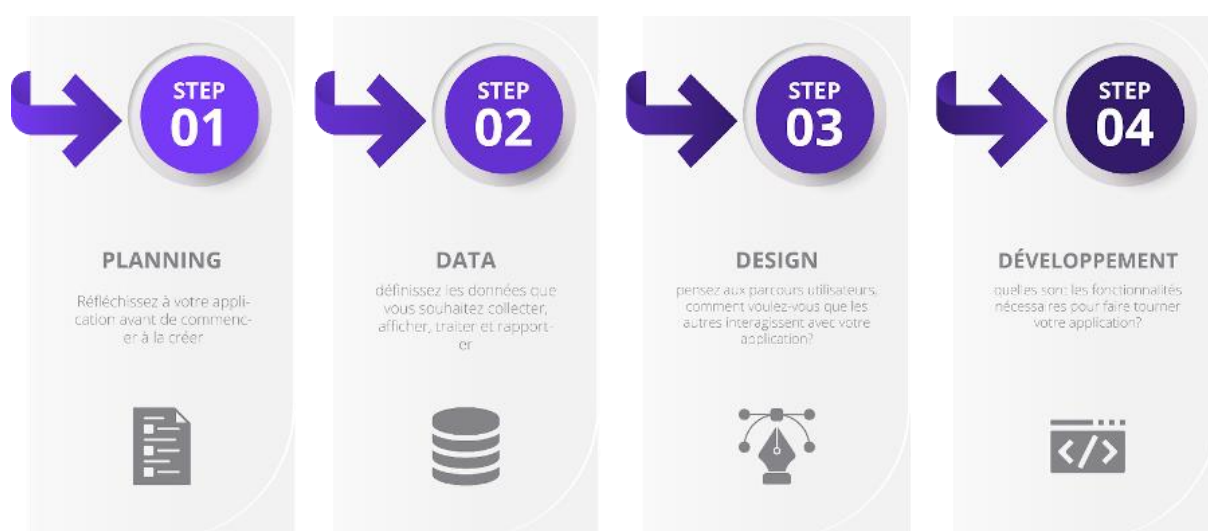 STEP
01
PLANNING
Réfléchissez à votre appli-
cation avant de commenc-
er à la créer
STEP
02
DATA
définissez les données que
vous souhaitez collecter,
afficher, traiter et rapport-
er
STEP
03
DESIGN
pensez aux parcours utilisateurs,
comment voulez-vous que les
autres interagissent avec votre
application?
STEP
04
DÉVELOPPEMENT
quelles sont les fonctionnalités
nécessaires pour faire tourner
votre application?